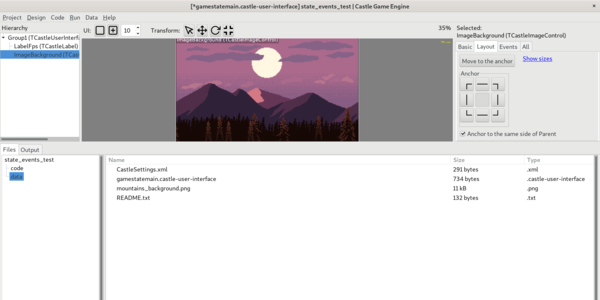 [*gamestatemain.castle-user-interface] state_events_test | Castle Game Engine
Project Design Code Run Data Help
Hierarchy
Group1 (TCastleUserInterf
LabelFps (TCastleLabel)
ImageBackground (TCas
UI: 10 Transform: 35%
Selected:
ImageBackground (TCastleImageControl)
Basic Layout Events All
Move to the anchor Show sizes
Anchor
Anchor to the same side of Parent
Files Output
state_events_test
code
data
Name Size Type
CastleSettings.xml 291 bytes .xml
gamestatemain.castle-user-interface 734 bytes .castle-user-interface
mountains_background.png 11 kB .png
README.txt 132 bytes .txt